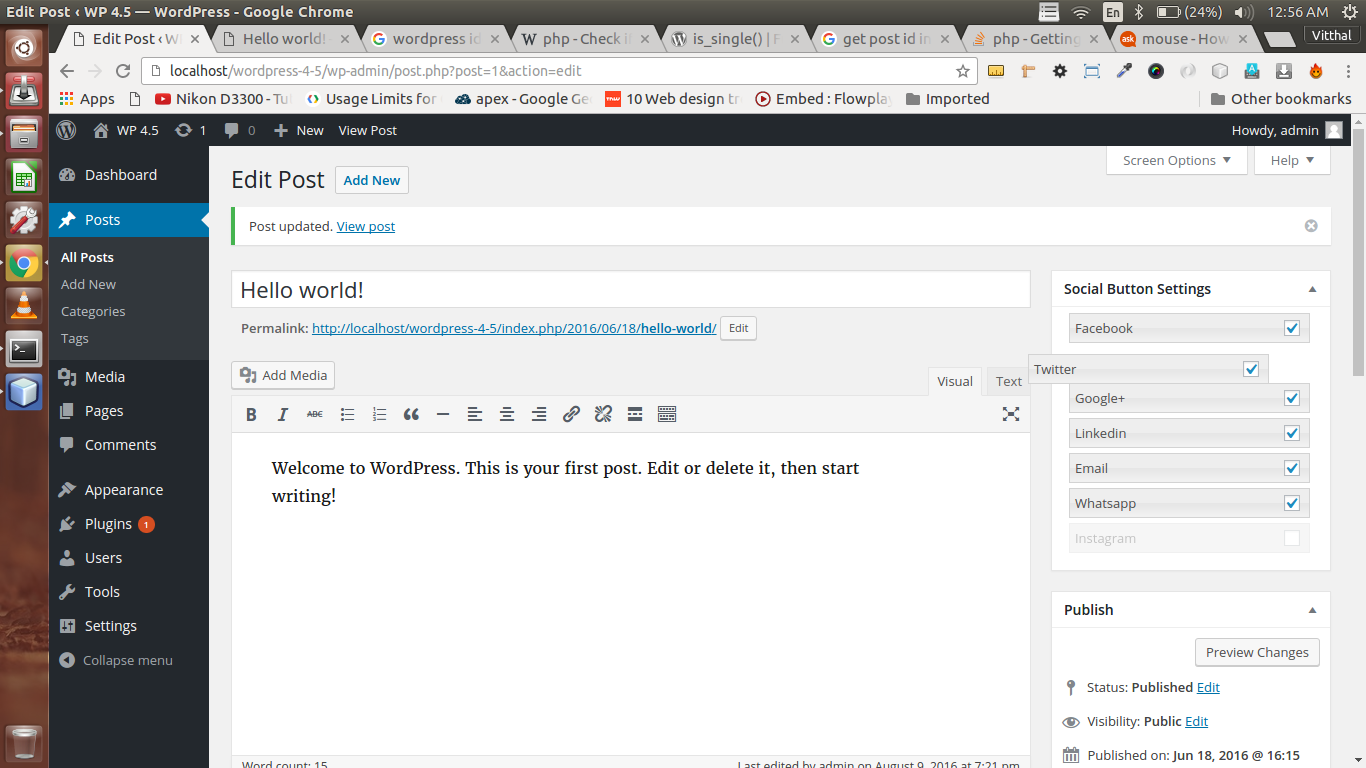 Edit Post ‹ WP 4.5 — WordPress - Google Chrome
En (24%) 12:56 AM
Edit Post ‹ W
Hello world! 
wordpress id
php - Check i
is_single() | F
get post id in
php - Getting
mouse - How
Vitthal
localhost/wordpress-4-5/wp-admin/post.php?post=1&action=edit
Apps
Nikon D3300 - Tu
Usage Limits for
apex - Google Ge
10 Web design tr
Embed : Flowpla
Imported
Other bookmarks
WP 4.5 1 0 New View Post
Howdy, admin
Dashboard
Posts
All Posts
Add New
Categories
Tags
Media
Pages
Comments
Appearance
Plugins 1
Users
Tools
Settings
Collapse menu
Screen Options ▼
Help ▼
Edit Post Add New
Post updated. View post
Hello world!
Permalink: http://localhost/wordpress-4-5/index.php/2016/06/18/hello-world/ Edit
Add Media
Visual Text
B I ABC
Welcome to WordPress. This is your first post. Edit or delete it, then start
writing!
Word count: 15
Last edited by admin on August 9, 2016 at 7:21 pm
Social Button Settings
Facebook
Twitter
Google+
Linkedin
Email
Whatsapp
Instagram
Publish
Preview Changes
Status: Published Edit
Visibility: Public Edit
Published on: Jun 18, 2016 @ 16:15